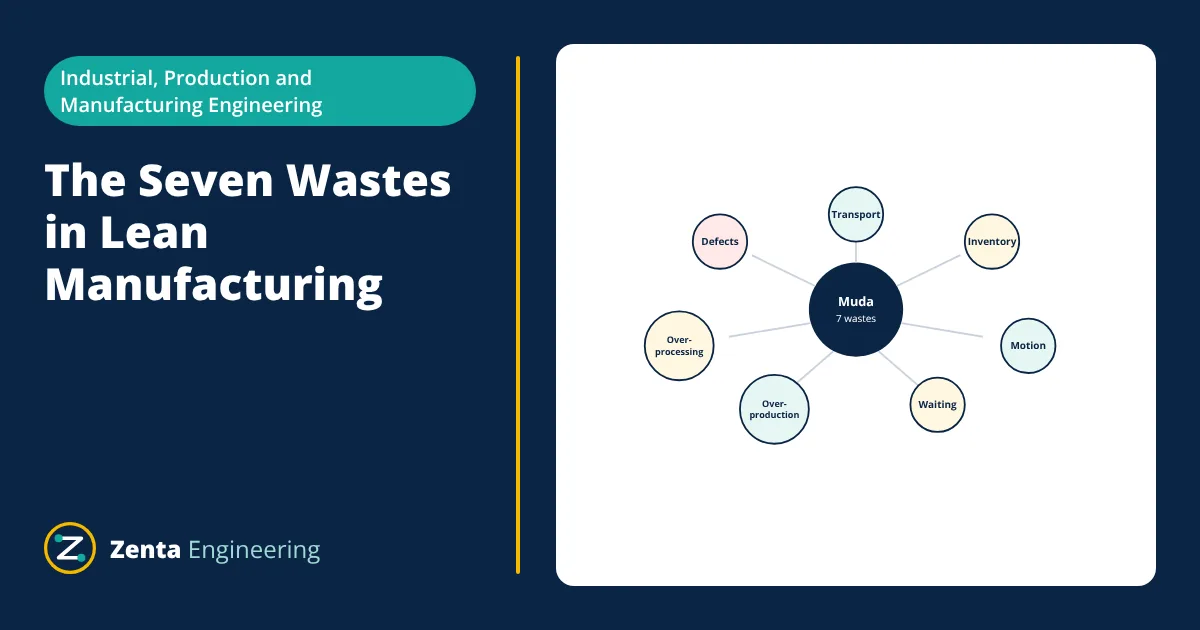 Industrial, Production and
Manufacturing Engineering
The Seven Wastes
in Lean
Manufacturing
Zenta Engineering
Transport
Defects
Inventory
Muda
7 wastes
Over-
processing
Motion
Over-
production
Waiting